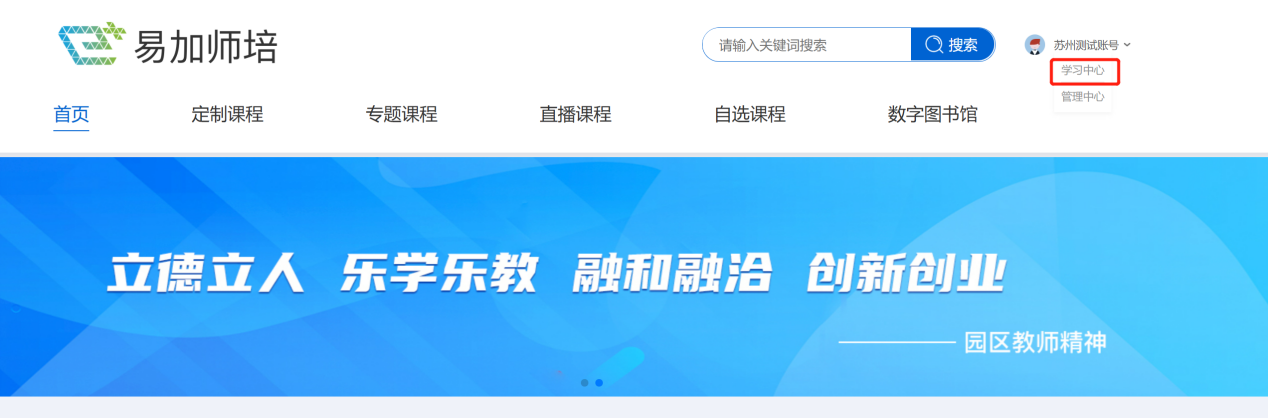 易加师培
请输入关键词搜索
搜索
苏州测试账号
学习中心
管理中心
首页
定制课程
专题课程
直播课程
自选课程
数字图书馆
立德立人 乐学乐教 融和融洽 创新创业
———— 园区教师精神